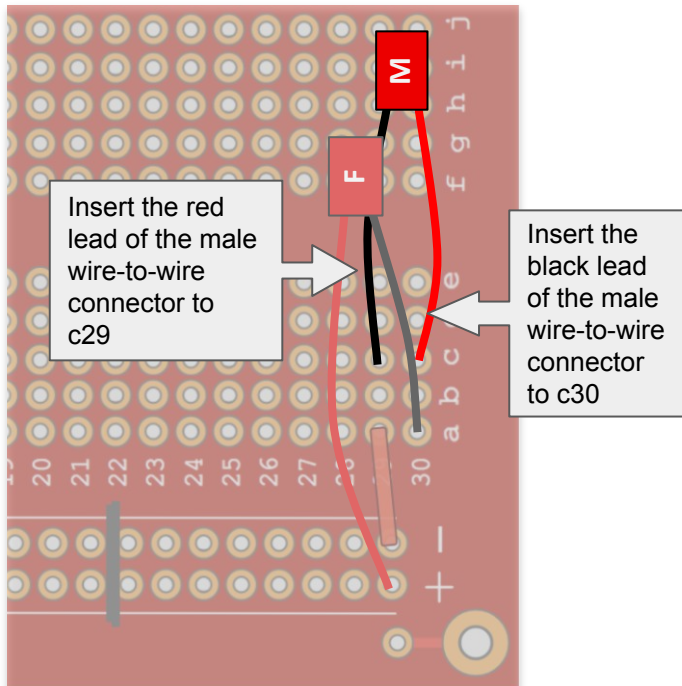 j
i
h
g
f
M
F
Insert the red
lead of the male
wire-to-wire
connector to
c29
Insert the
black lead
of the male
wire-to-wire
connector
to c30
e
c
b
a
20 21 22 23 24 25 26 27 28 30
−
+